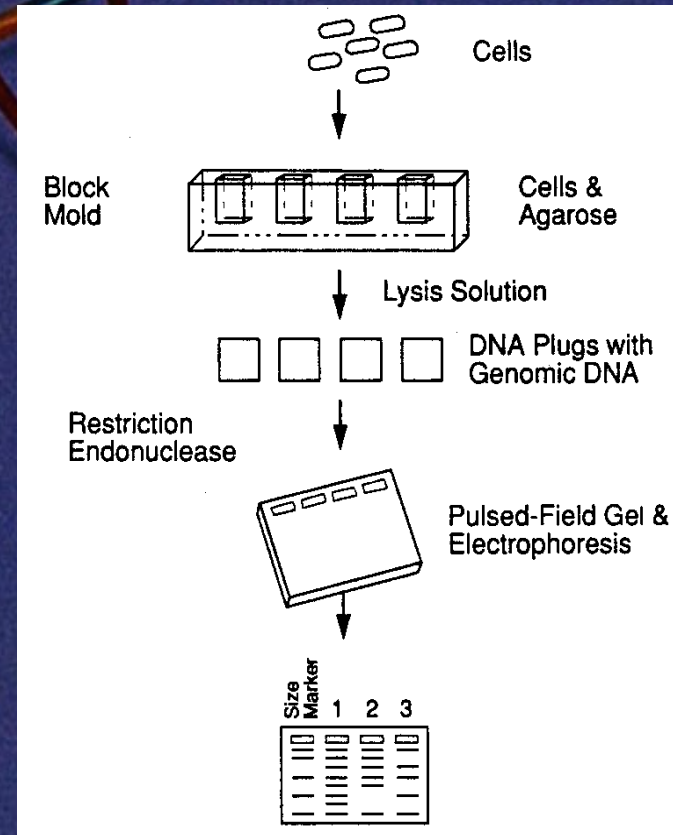 Cells
Block
Mold
Cells &
Agarose
Lysis Solution
DNA Plugs with
Genomic DNA
Restriction
Endonuclease
Pulsed-Field Gel &
Electrophoresis
Size
Marker
1 2 3